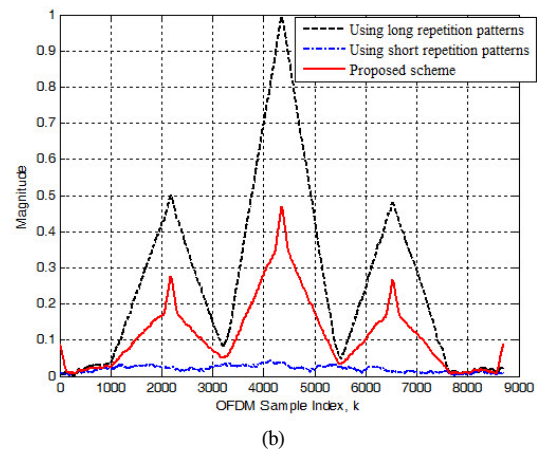 Using long repetition patterns
Using short repetition patterns
Proposed scheme
1
0.9
0.8
0.7
0.6
0.5
0.4
0.3
0.2
0.1
0
Magnitude
0 1000 2000 3000 4000 5000 6000 7000 8000 9000
OFDM Sample Index, k
(b)